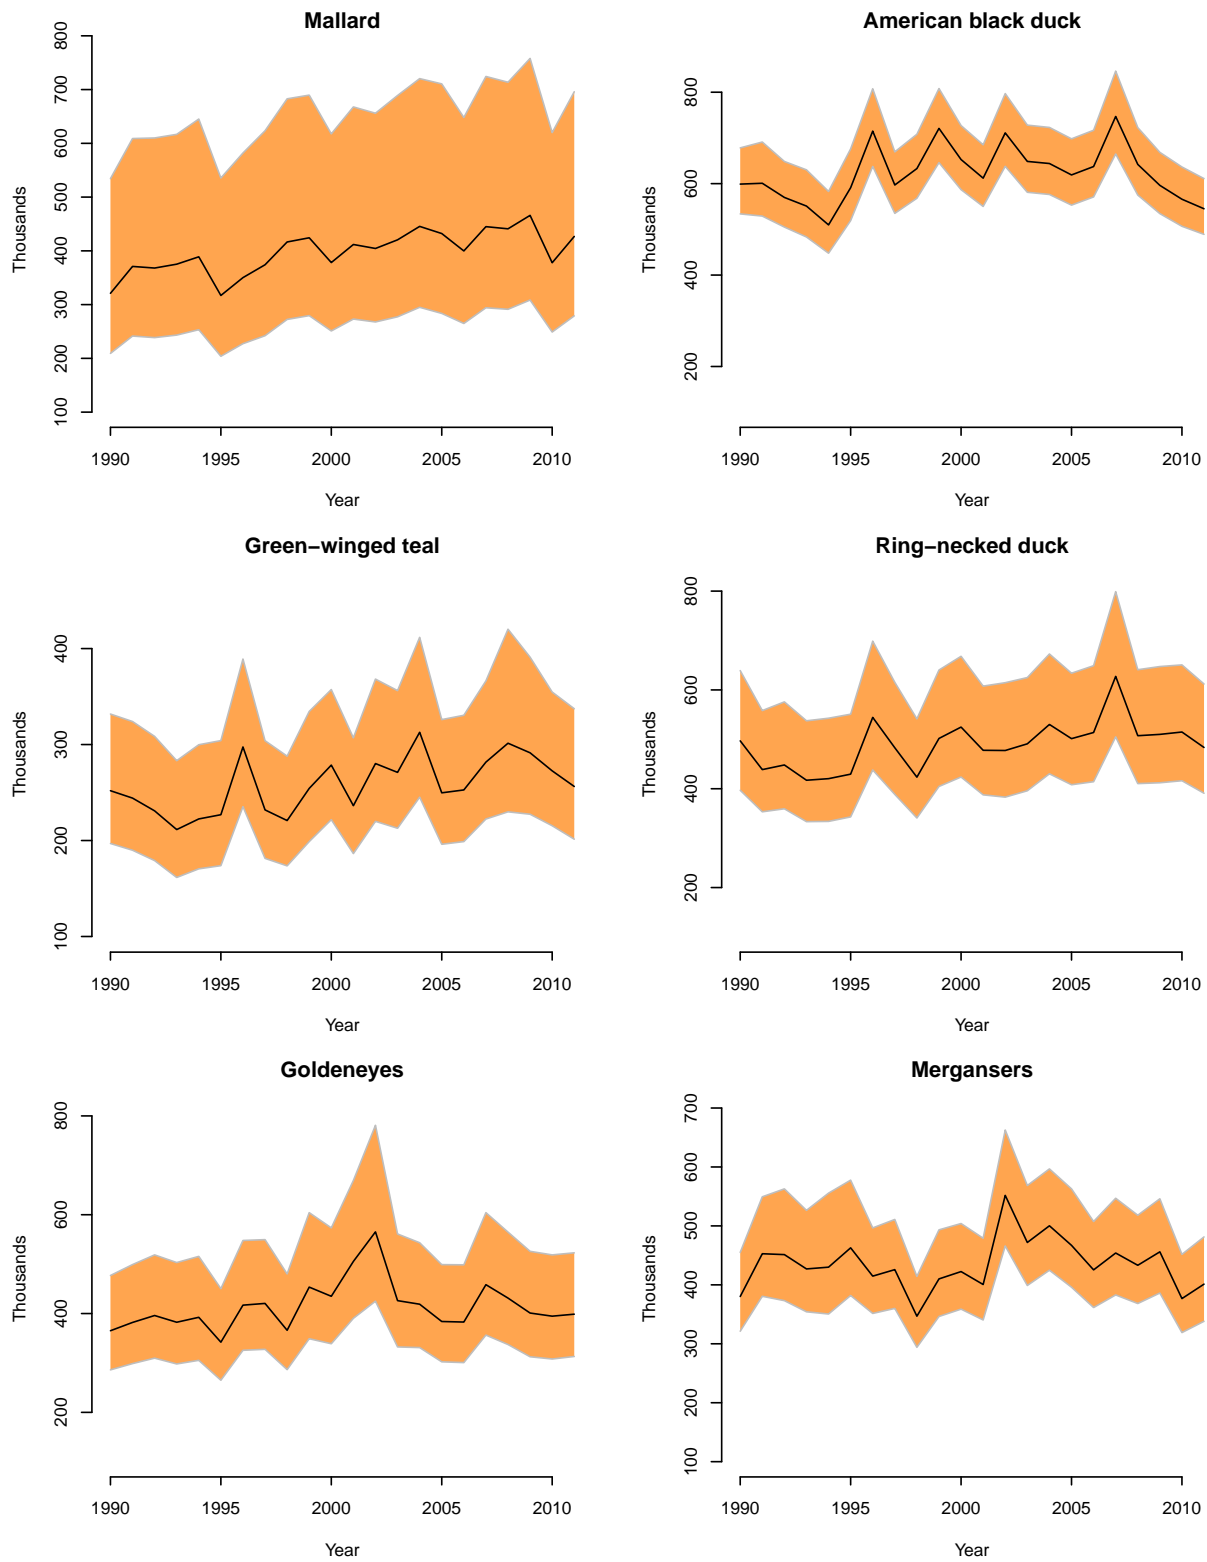 Mallard
800
700
600
500
400
300
200
100
Thousands
1990 1995 2000 2005 2010
Year
American black duck
800
600
400
200
Thousands
1990 1995 2000 2005 2010
Year
Green−winged teal
400
300
200
100
Thousands
1990 1995 2000 2005 2010
Year
Ring−necked duck
800
600
400
200
Thousands
1990 1995 2000 2005 2010
Year
Goldeneyes
800
600
400
200
Thousands
1990 1995 2000 2005 2010
Year
Mergansers
700
600
500
400
300
200
100
Thousands
1990 1995 2000 2005 2010
Year